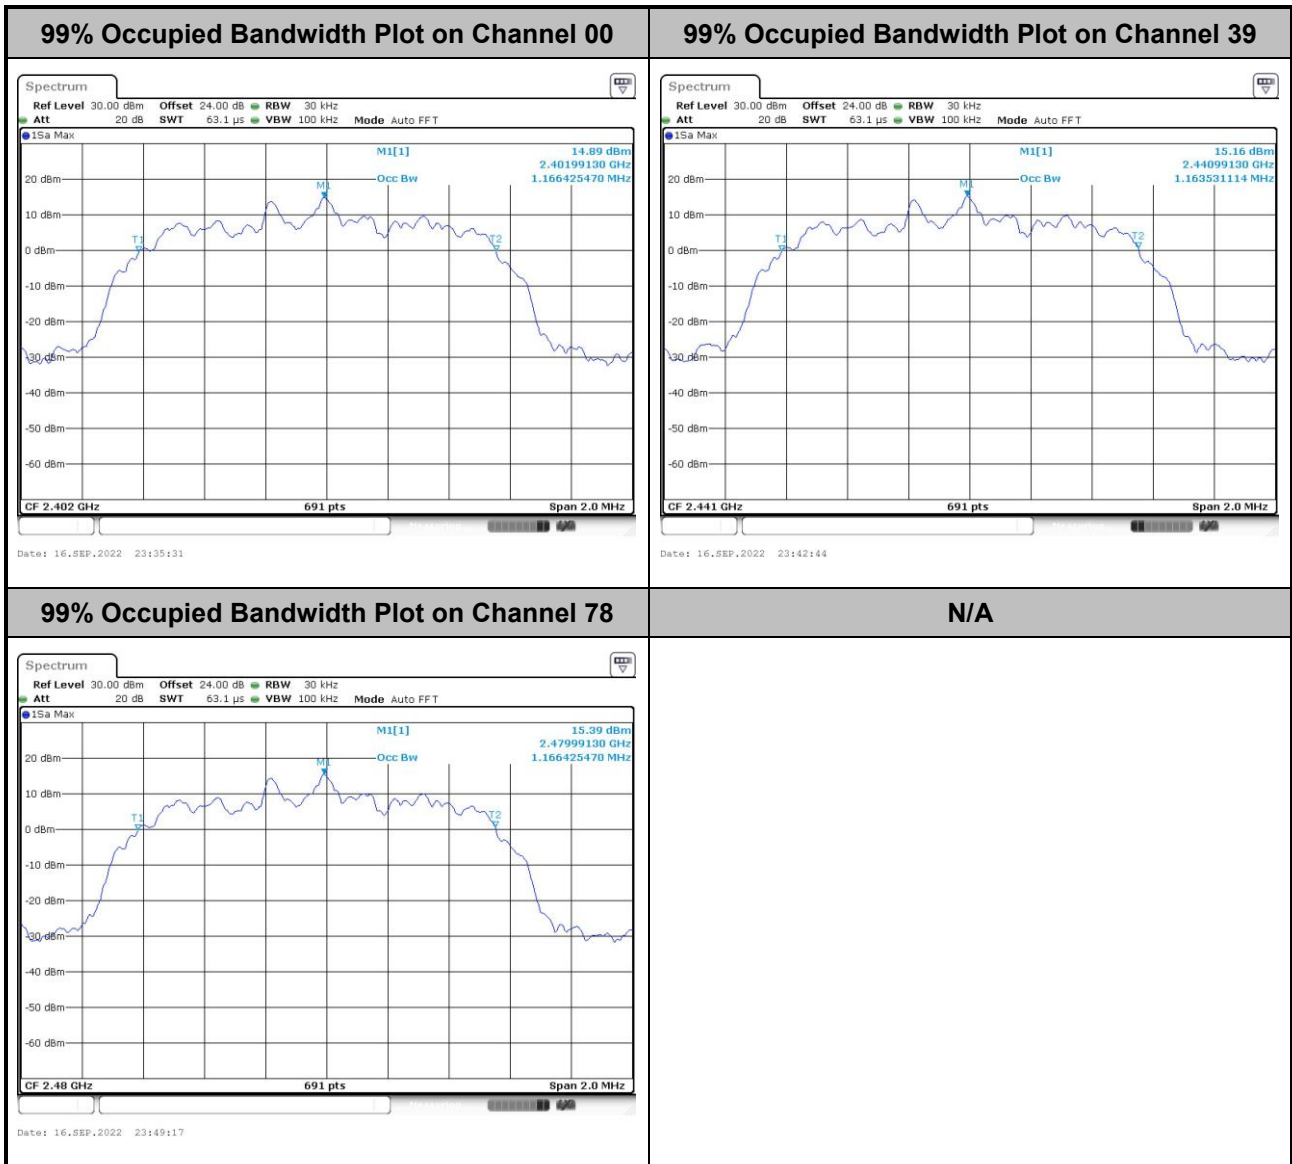 99% Occupied Bandwidth Plot on Channel 00
99% Occupied Bandwidth Plot on Channel 39
Spectrum
Ref Level 30.00 dBm Offset 24.00 dB RBW 30 kHz
Att 20 dB SWT 63.1 µs VBW 100 kHz Mode Auto FFT
1Sa Max
M1[1] 14.89 dBm
2.40199130 GHz
Occ Bw 1.166425470 MHz
20 dBm
M1
10 dBm
T1
T2
0 dBm
-10 dBm
-20 dBm
-30 dBm
-40 dBm
-50 dBm
-60 dBm
CF 2.402 GHz 691 pts Span 2.0 MHz
Date: 16.SEP.2022 23:35:31
Spectrum
Ref Level 30.00 dBm Offset 24.00 dB RBW 30 kHz
Att 20 dB SWT 63.1 µs VBW 100 kHz Mode Auto FFT
1Sa Max
M1[1] 15.16 dBm
2.44099130 GHz
Occ Bw 1.163531114 MHz
20 dBm
M1
10 dBm
T1
T2
0 dBm
-10 dBm
-20 dBm
-30 dBm
-40 dBm
-50 dBm
-60 dBm
CF 2.441 GHz 691 pts Span 2.0 MHz
Date: 16.SEP.2022 23:42:44
99% Occupied Bandwidth Plot on Channel 78
N/A
Spectrum
Ref Level 30.00 dBm Offset 24.00 dB RBW 30 kHz
Att 20 dB SWT 63.1 µs VBW 100 kHz Mode Auto FFT
1Sa Max
M1[1] 15.39 dBm
2.47999130 GHz
Occ Bw 1.166425470 MHz
20 dBm
M1
10 dBm
T1
T2
0 dBm
-10 dBm
-20 dBm
-30 dBm
-40 dBm
-50 dBm
-60 dBm
CF 2.48 GHz 691 pts Span 2.0 MHz
Date: 16.SEP.2022 23:49:17